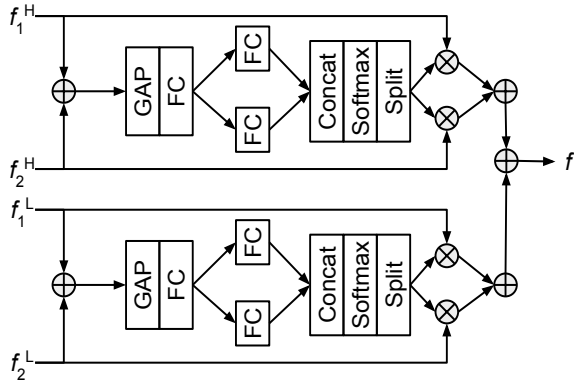 f₁ᴴ
FC
GAP
FC
Concat
Softmax
Split
FC
f₂ᴴ
f
f₁ᴸ
FC
GAP
FC
Concat
Softmax
Split
FC
f₂ᴸ